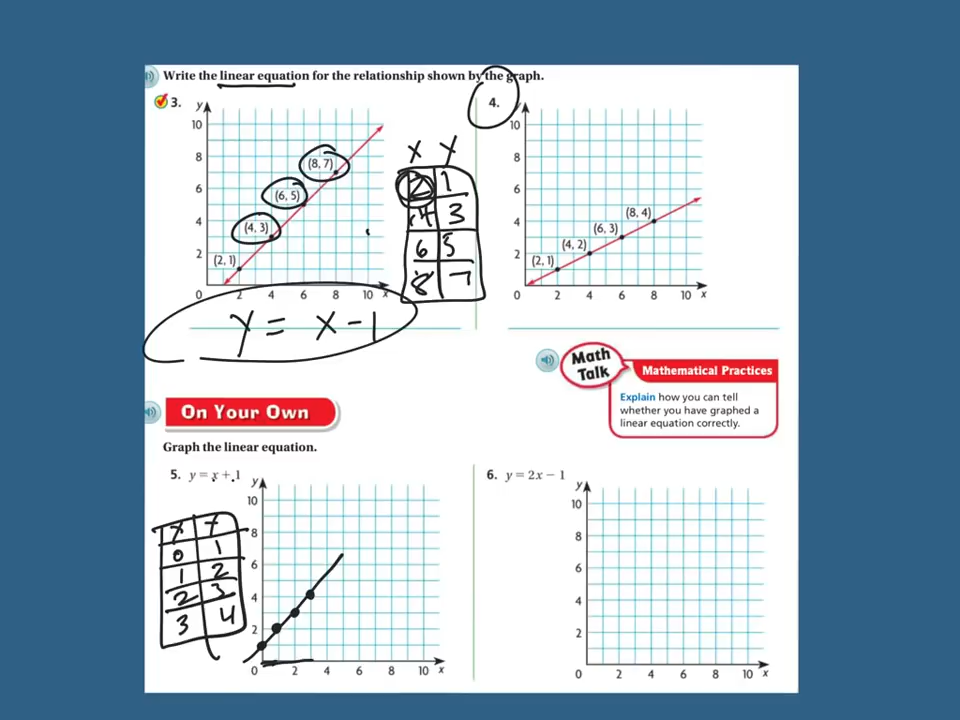 Write the linear equation for the relationship shown by the graph.
3.
y
10
8
6
4
2
0
2
4
6
8
10
x
(8, 7)
(6, 5)
(4, 3)
(2, 1)
X Y
2 1
4 3
6 5
8 7
y = x - 1
4.
y
10
8
6
4
2
0
2
4
6
8
10
x
(8, 4)
(6, 3)
(4, 2)
(2, 1)
Math
Talk
Mathematical Practices
Explain how you can tell
whether you have graphed a
linear equation correctly.
On Your Own
Graph the linear equation.
5. y = x + 1
X Y
0 1
1 2
2 3
3 4
y
10
8
6
4
2
0
2
4
6
8
10
x
6. y = 2x − 1
y
10
8
6
4
2
0
2
4
6
8
10
x